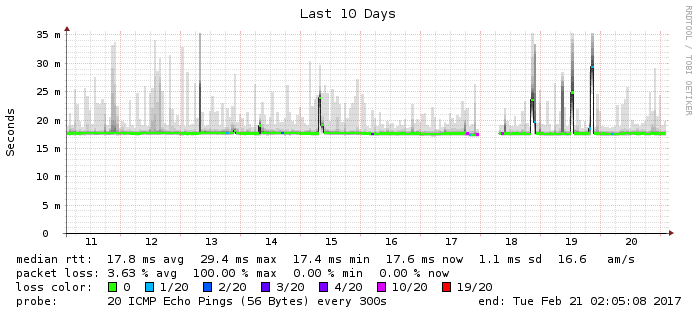 Last 10 Days
RRDTOOL / TOBI OETIKER
Seconds
35 m
30 m
25 m
20 m
15 m
10 m
5 m
0
11 12 13 14 15 16 17 18 19 20
median rtt: 17.8 ms avg 29.4 ms max 17.4 ms min 17.6 ms now 1.1 ms sd 16.6 am/s
packet loss: 3.63 % avg 100.00 % max 0.00 % min 0.00 % now
loss color: 0 1/20 2/20 3/20 4/20 10/20 19/20
probe: 20 ICMP Echo Pings (56 Bytes) every 300s end: Tue Feb 21 02:05:08 2017